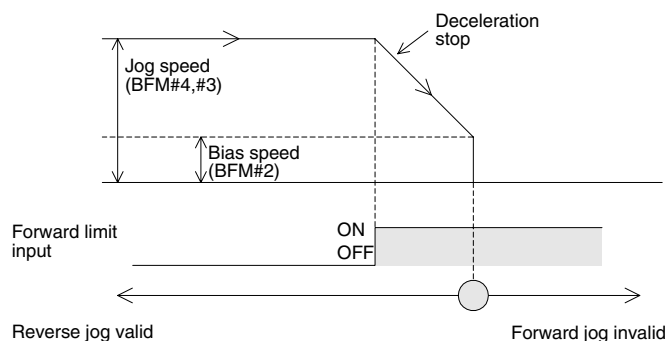 Deceleration
stop
Jog speed
(BFM#4,#3)
Bias speed
(BFM#2)
Forward limit
input
ON
OFF
Reverse jog valid
Forward jog invalid